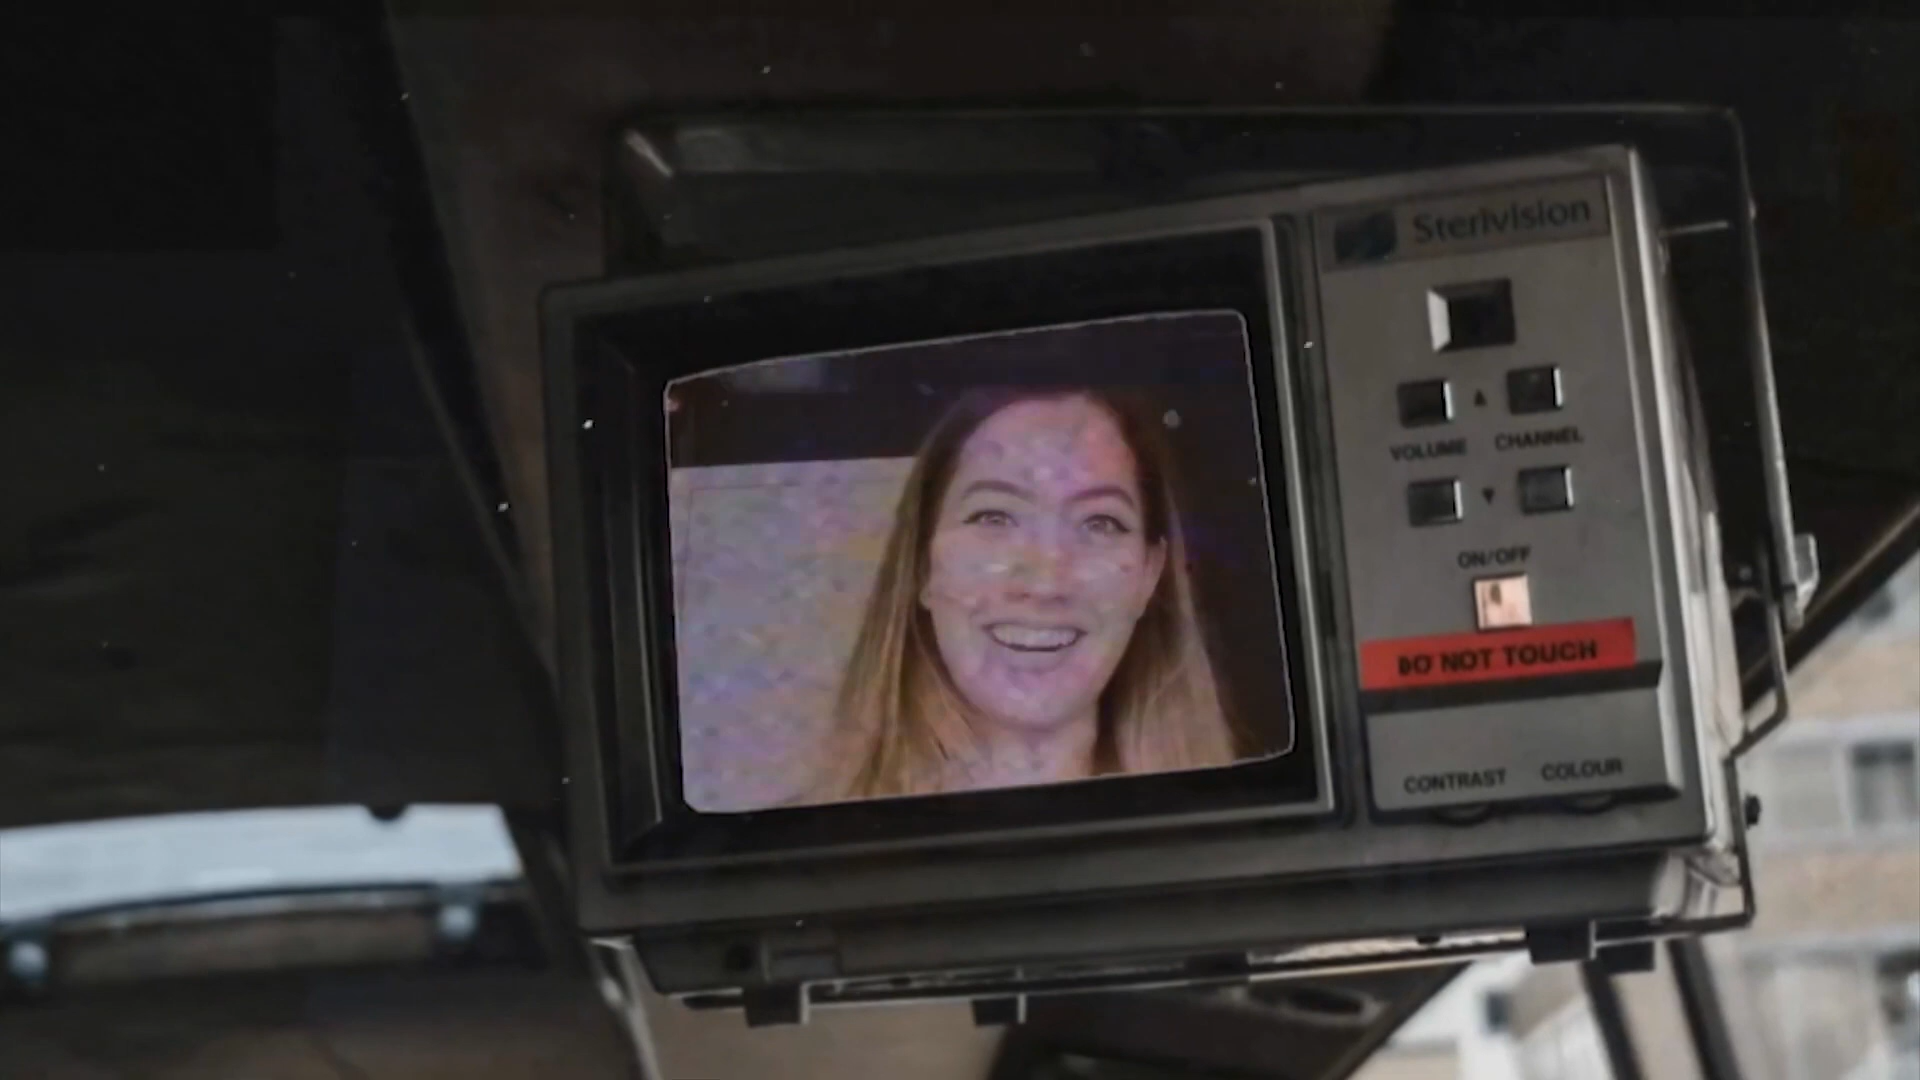 Sterivision
VOLUME CHANNEL
ON/OFF
DO NOT TOUCH
CONTRAST COLOUR